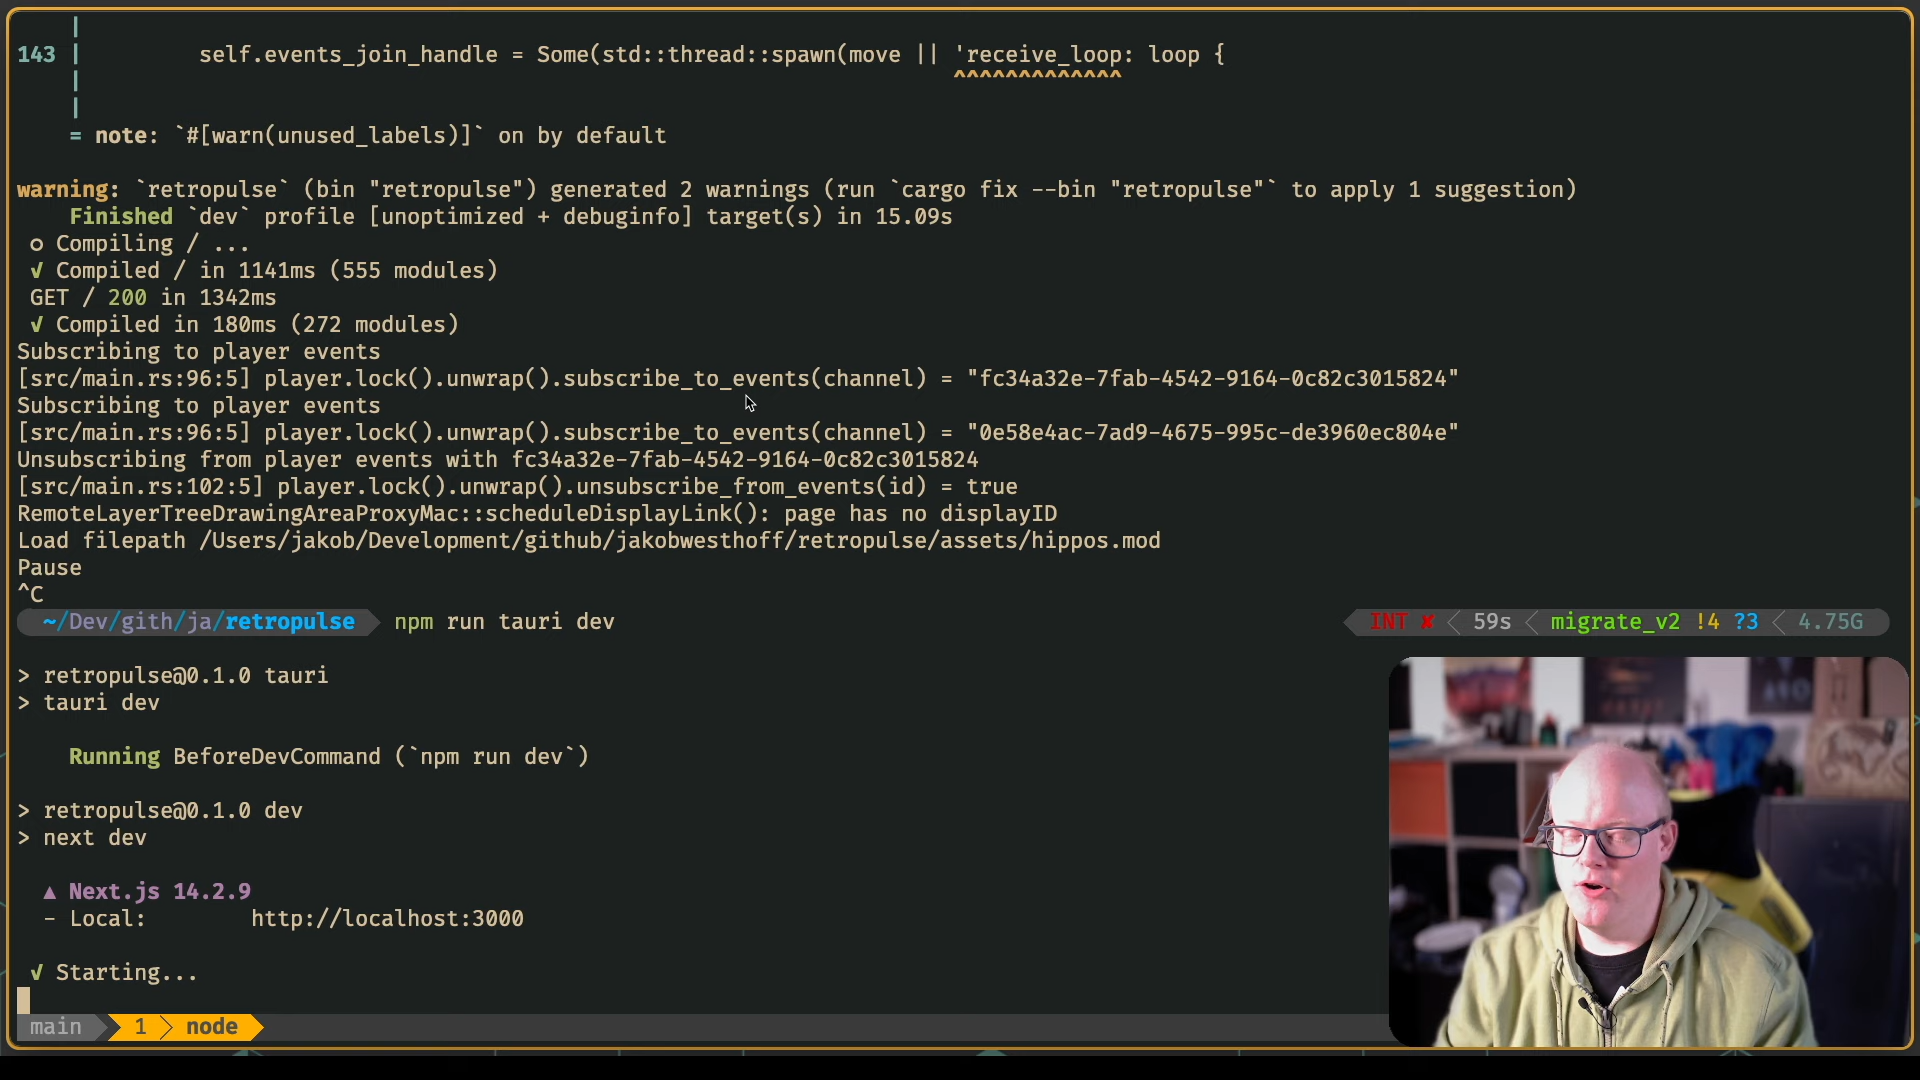 143 |         self.events_join_handle = Some(std::thread::spawn(move || 'receive_loop: loop {
^^^^^^^^^^^^^
= note: `#[warn(unused_labels)]` on by default
warning: `retropulse` (bin "retropulse") generated 2 warnings (run `cargo fix --bin "retropulse"` to apply 1 suggestion)
Finished `dev` profile [unoptimized + debuginfo] target(s) in 15.09s
○ Compiling / ...
✓ Compiled / in 1141ms (555 modules)
GET / 200 in 1342ms
✓ Compiled in 180ms (272 modules)
Subscribing to player events
[src/main.rs:96:5] player.lock().unwrap().subscribe_to_events(channel) = "fc34a32e-7fab-4542-9164-0c82c3015824"
Subscribing to player events
[src/main.rs:96:5] player.lock().unwrap().subscribe_to_events(channel) = "0e58e4ac-7ad9-4675-995c-de3960ec804e"
Unsubscribing from player events with fc34a32e-7fab-4542-9164-0c82c3015824
[src/main.rs:102:5] player.lock().unwrap().unsubscribe_from_events(id) = true
RemoteLayerTreeDrawingAreaProxyMac::scheduleDisplayLink(): page has no displayID
Load filepath /Users/jakob/Development/github/jakobwesthoff/retropulse/assets/hippos.mod
Pause
^C
~/Dev/gith/ja/retropulse npm run tauri dev INT ✘ 59s migrate_v2 !4 ?3 4.75G
> retropulse@0.1.0 tauri
> tauri dev
Running BeforeDevCommand (`npm run dev`)
> retropulse@0.1.0 dev
> next dev
▲ Next.js 14.2.9
- Local: http://localhost:3000
✓ Starting...
main 1 node